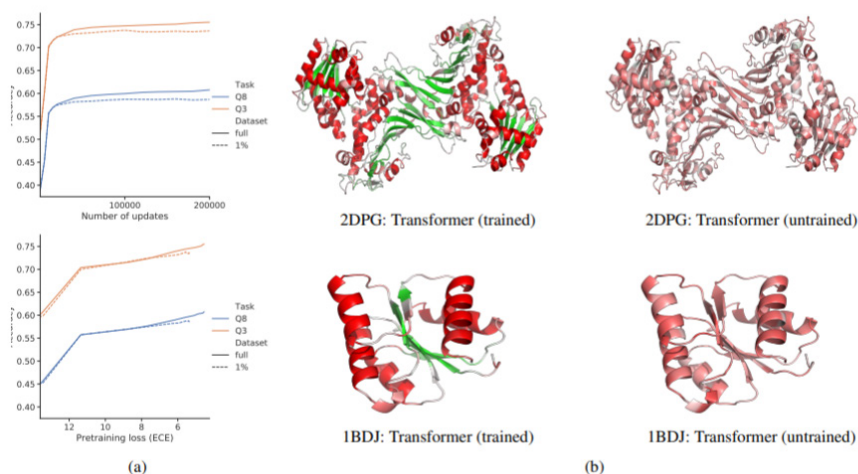 0.75
0.70
0.65
0.60
0.55
0.50
0.45
0.40
Task
Q8
Q3
Dataset
full
1%
100000
200000
Number of updates
2DPG: Transformer (trained)
2DPG: Transformer (untrained)
0.75
0.70
0.65
0.60
0.55
0.50
0.45
0.40
Task
Q8
Q3
Dataset
full
1%
12
10
8
6
Pretraining loss (ECE)
1BDJ: Transformer (trained)
1BDJ: Transformer (untrained)
(a)
(b)